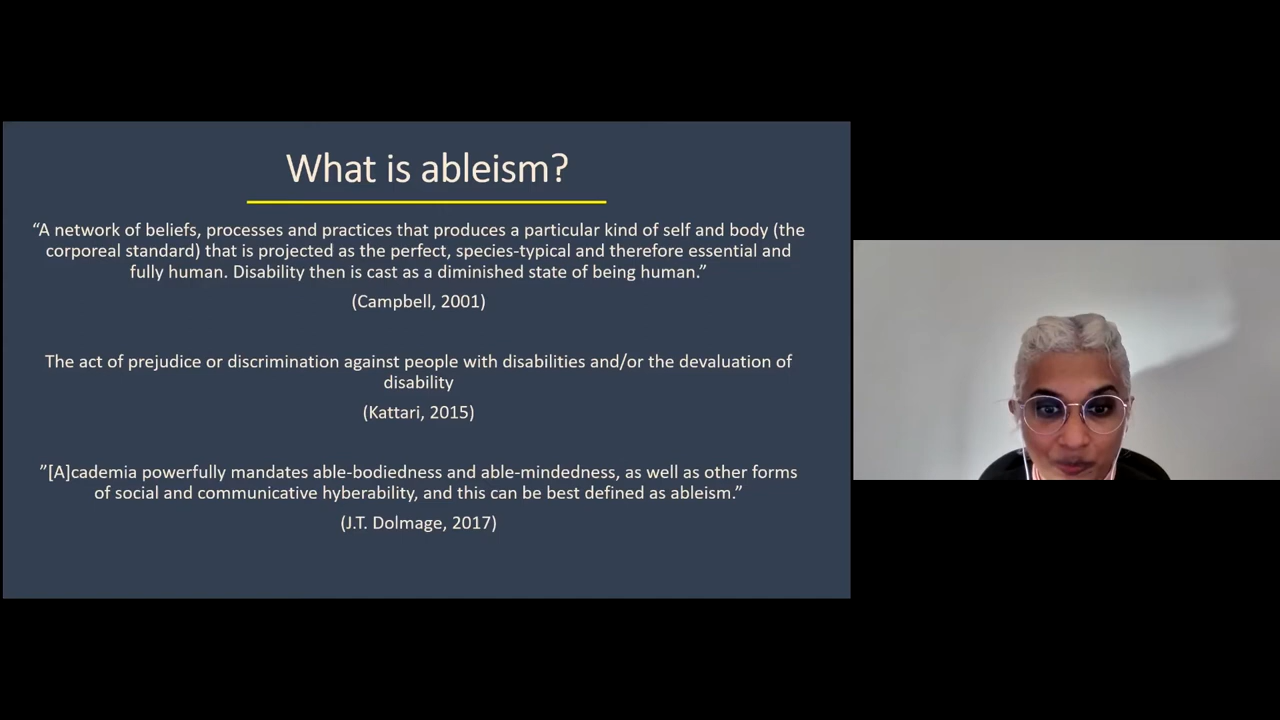 What is ableism?
“A network of beliefs, processes and practices that produces a particular kind of self and body (the
corporeal standard) that is projected as the perfect, species-typical and therefore essential and
fully human. Disability then is cast as a diminished state of being human.”
(Campbell, 2001)
The act of prejudice or discrimination against people with disabilities and/or the devaluation of
disability
(Kattari, 2015)
”[A]cademia powerfully mandates able-bodiedness and able-mindedness, as well as other forms
of social and communicative hyberability, and this can be best defined as ableism.”
(J.T. Dolmage, 2017)